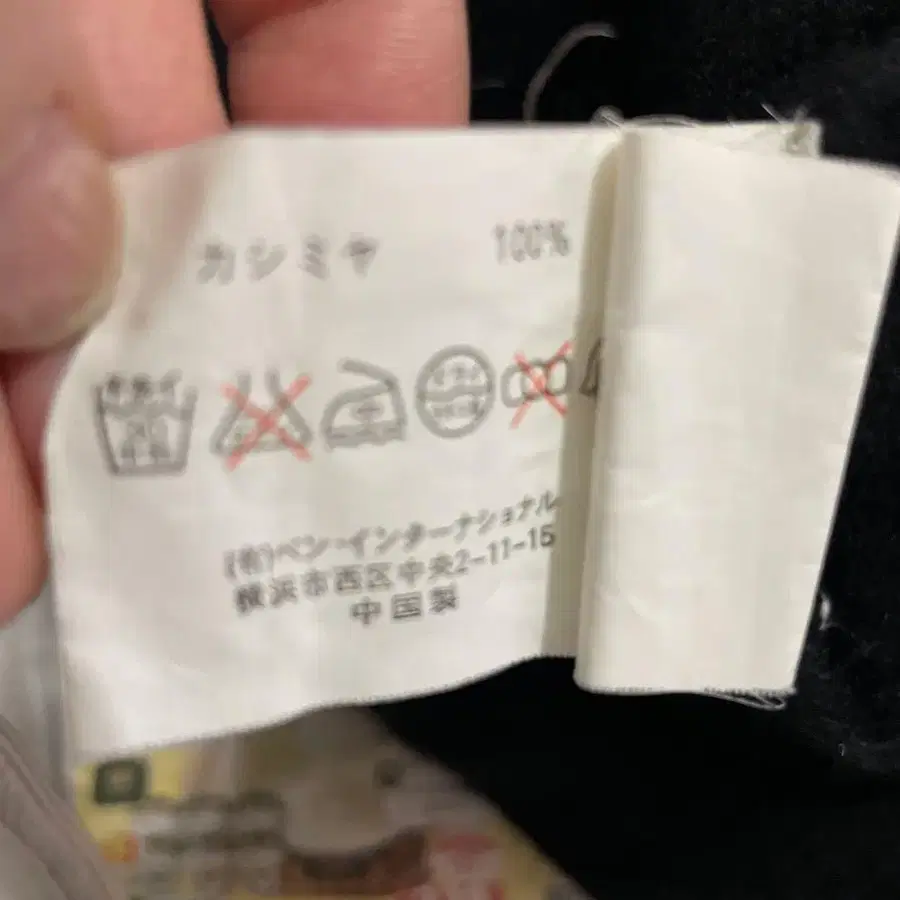 カシミヤ 100%
(有)ベン・インターナショナル
横浜市西区中央2-11-15
中国製